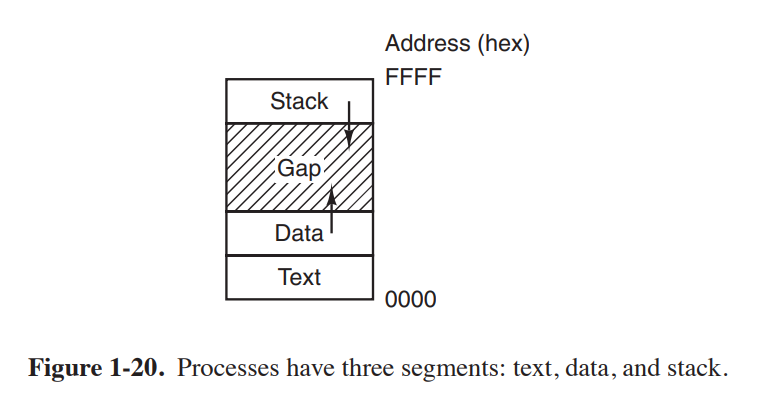 Address (hex)
FFFF
Stack
Gap
Data
Text
0000
Figure 1-20. Processes have three segments: text, data, and stack.